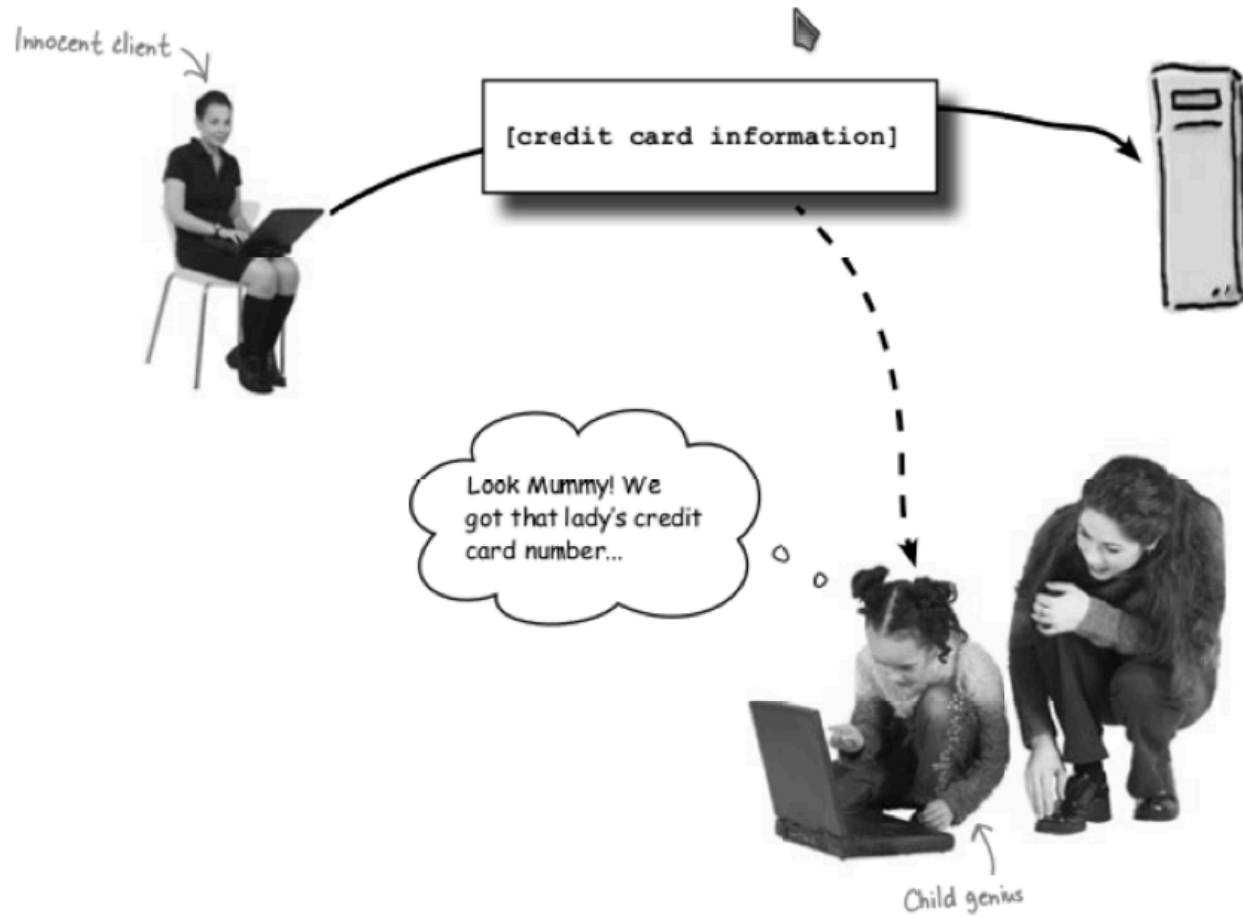 Innocent client
[credit card information]
Look Mummy! We
got that lady's credit
card number...
Child genius